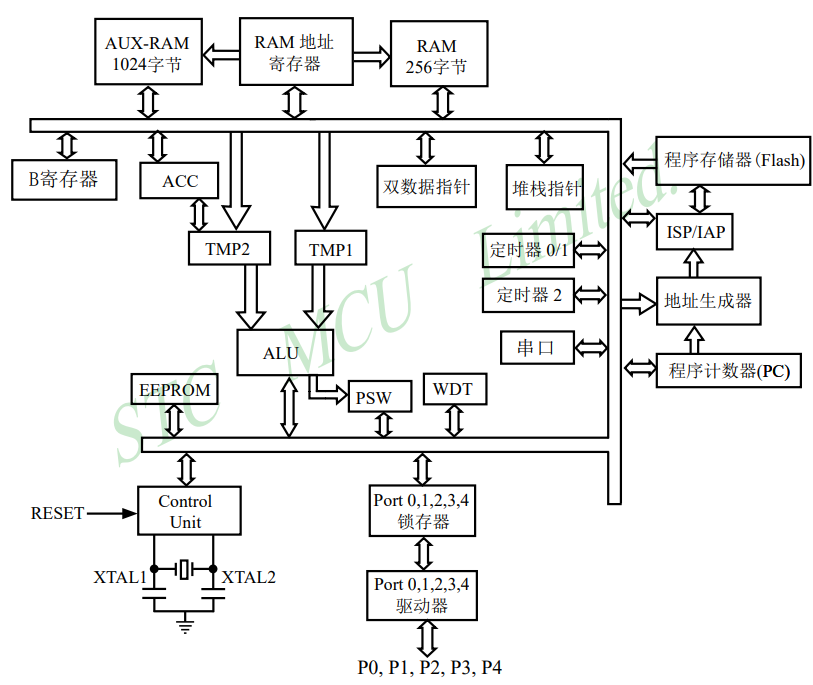 AUX-RAM
1024字节
RAM 地址
寄存器
RAM
256字节
B寄存器
ACC
双数据指针
堆栈指针
程序存储器(Flash)
TMP2
TMP1
定时器 0/1
ISP/IAP
定时器 2
地址生成器
ALU
串口
程序计数器(PC)
EEPROM
PSW
WDT
STC MCU Limited.
RESET
Control
Unit
Port 0,1,2,3,4
锁存器
XTAL1
XTAL2
Port 0,1,2,3,4
驱动器
P0, P1, P2, P3, P4